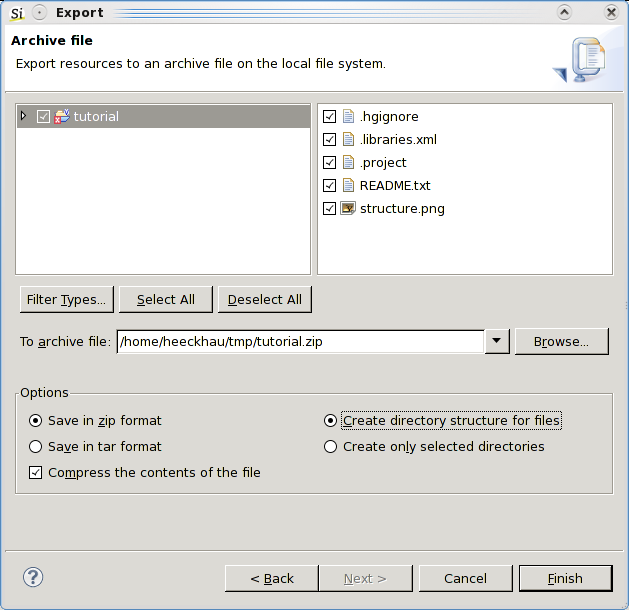 Si Export
Archive file
Export resources to an archive file on the local file system.
tutorial
.hgignore
.libraries.xml
.project
README.txt
structure.png
Filter Types...
Select All
Deselect All
To archive file: /home/heeckhau/tmp/tutorial.zip Browse...
Options
Save in zip format
Create directory structure for files
Save in tar format
Create only selected directories
Compress the contents of the file
? < Back Next > Cancel Finish